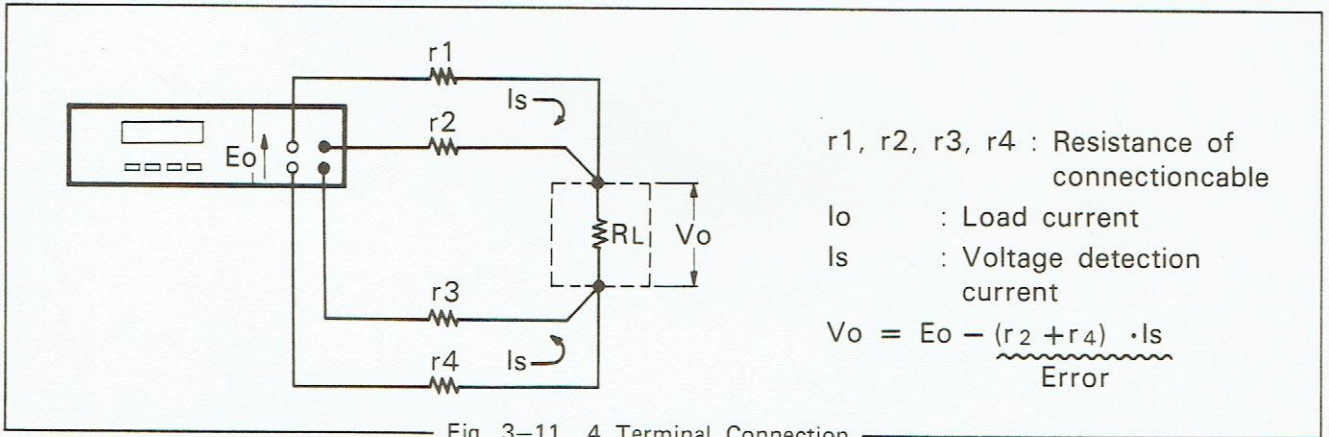 r1
Is
r2
Eo
RL
Vo
r3
Is
r4
r1, r2, r3, r4 : Resistance of
connectioncable
Io : Load current
Is : Voltage detection
current
Vo = Eo − (r2 + r4) ·Is
Error
Fig. 3—11 4 Terminal Connection